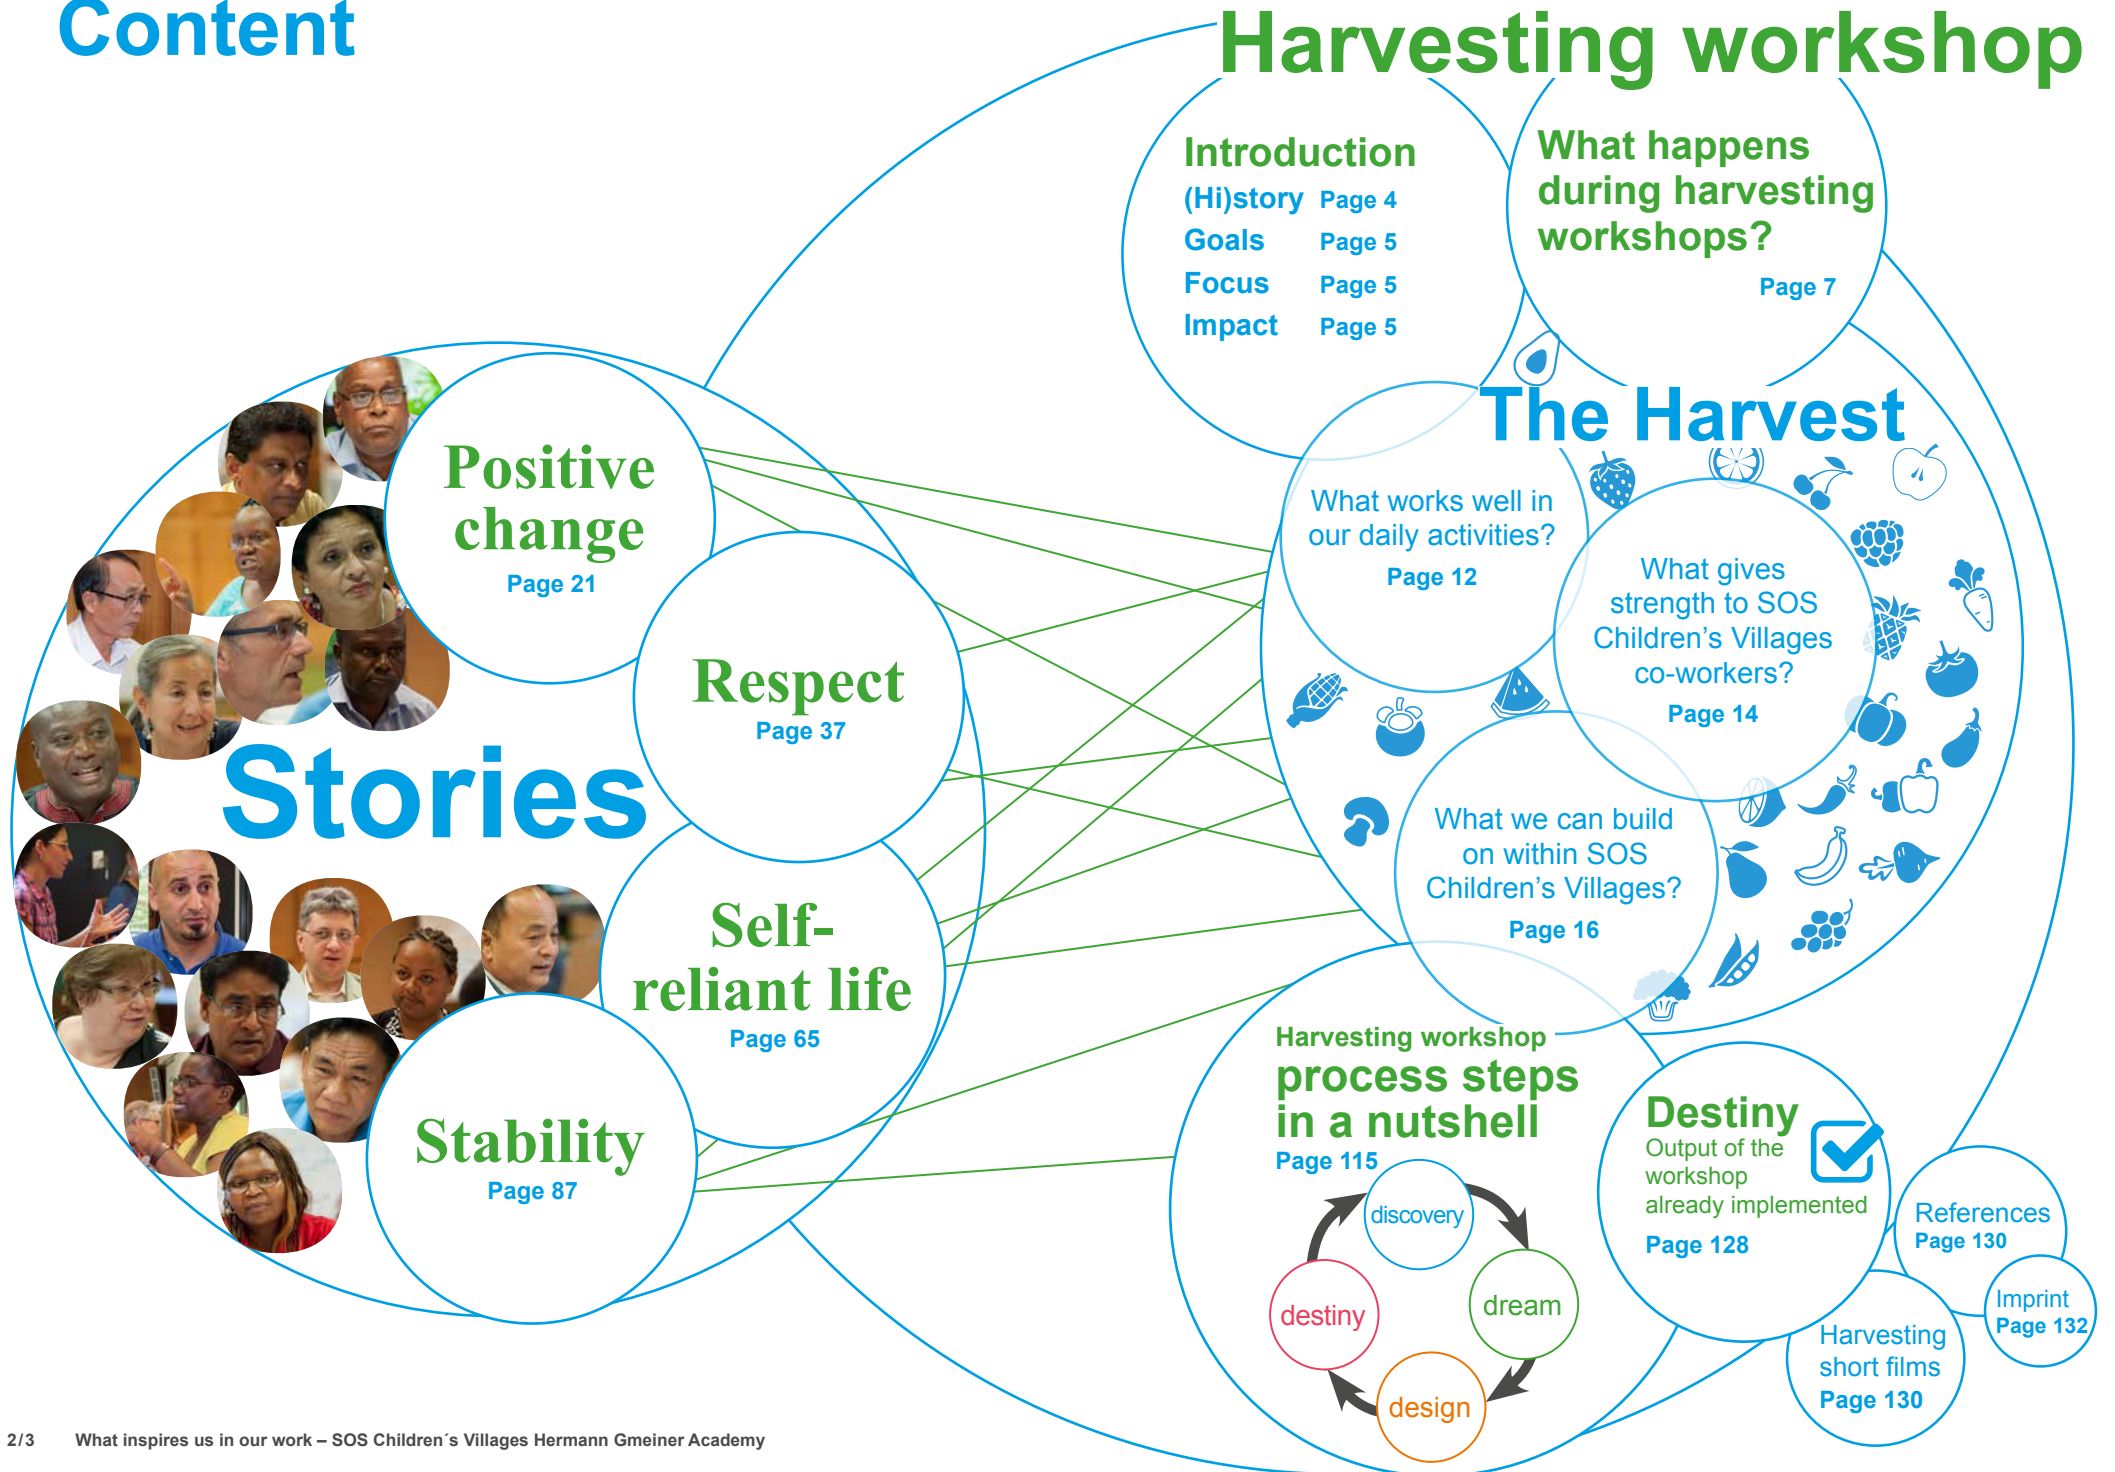 Content
Harvesting workshop
Introduction
(Hi)story Page 4
Goals Page 5
Focus Page 5
Impact Page 5
What happens
during harvesting
workshops?
Page 7
The Harvest
What works well in
our daily activities?
Page 12
What gives
strength to SOS
Children’s Villages
co-workers?
Page 14
What we can build
on within SOS
Children’s Villages?
Page 16
Positive
change
Page 21
Respect
Page 37
Stories
Self-
reliant life
Page 65
Stability
Page 87
Harvesting workshop
process steps
in a nutshell
Page 115
discovery
dream
design
destiny
Destiny
Output of the
workshop
already implemented
Page 128
References
Page 130
Imprint
Page 132
Harvesting
short films
Page 130
2/3 What inspires us in our work – SOS Children´s Villages Hermann Gmeiner Academy